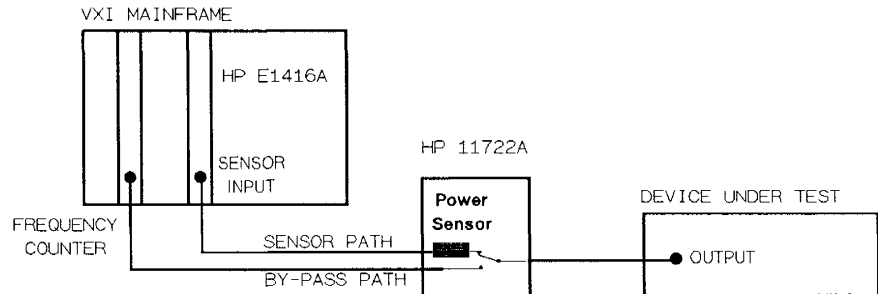 VXI MAINFRAME
HP E1416A
SENSOR
INPUT
HP 11722A
Power
Sensor
DEVICE UNDER TEST
FREQUENCY
COUNTER
SENSOR PATH
BY-PASS PATH
OUTPUT